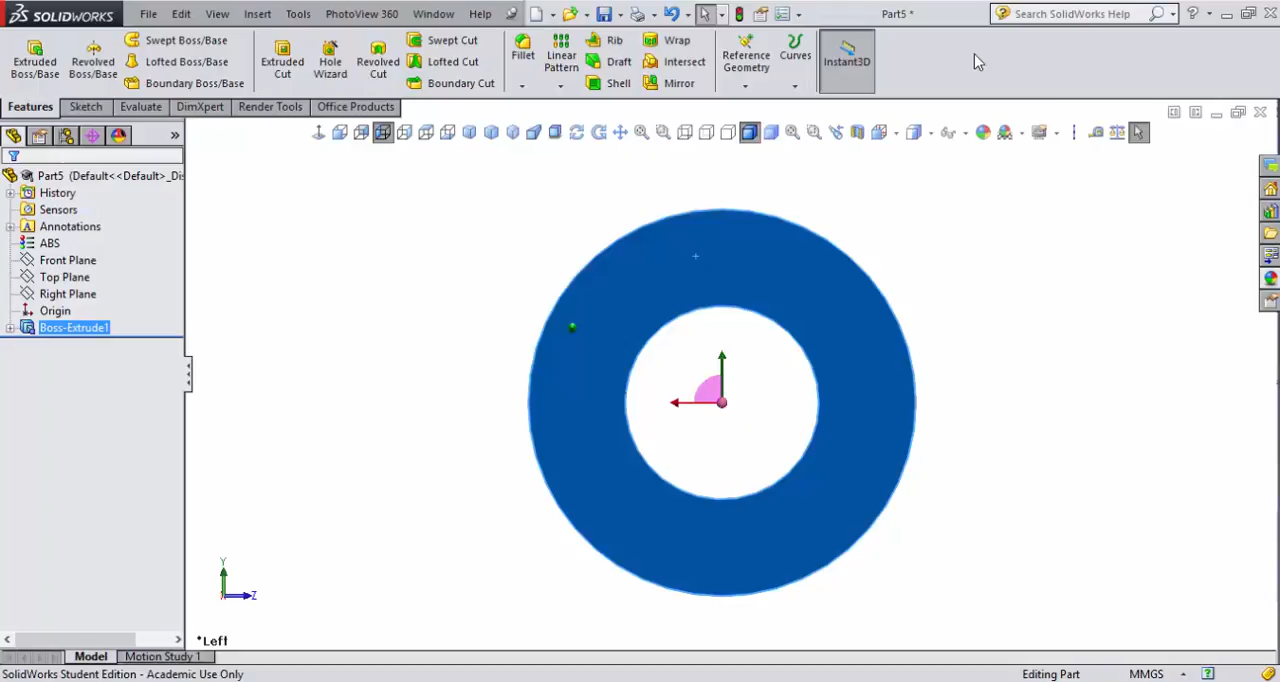 SOLIDWORKS File Edit View Insert Tools PhotoView 360 Window Help Part5 * Search SolidWorks Help
Extruded Boss/Base
Revolved Boss/Base
Swept Boss/Base
Lofted Boss/Base
Boundary Boss/Base
Extruded Cut
Hole Wizard
Revolved Cut
Swept Cut
Lofted Cut
Boundary Cut
Fillet
Linear Pattern
Rib
Draft
Shell
Wrap
Intersect
Mirror
Reference Geometry
Curves
Instant3D
Features Sketch Evaluate DimXpert Render Tools Office Products
Part5 (Default<<Default>_Di
History
Sensors
Annotations
ABS
Front Plane
Top Plane
Right Plane
Origin
Boss-Extrude1
Y
Z
*Left
Model Motion Study 1
SolidWorks Student Edition - Academic Use Only Editing Part MMGS